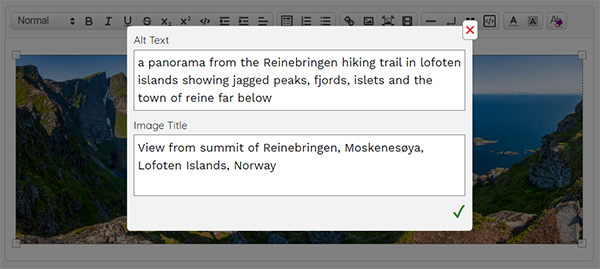 Normal
Alt Text
a panorama from the Reinebringen hiking trail in lofoten
islands showing jagged peaks, fjords, islets and the
town of reine far below
Image Title
View from summit of Reinebringen, Moskenesøya,
Lofoten Islands, Norway